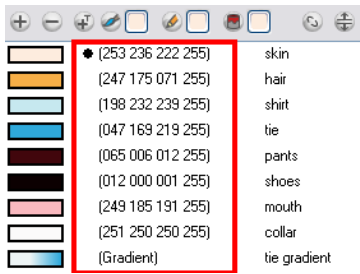 (253 236 222 255) skin
(247 175 071 255) hair
(198 232 239 255) shirt
(047 169 219 255) tie
(065 006 012 255) pants
(012 000 001 255) shoes
(249 185 191 255) mouth
(251 250 250 255) collar
(Gradient) tie gradient